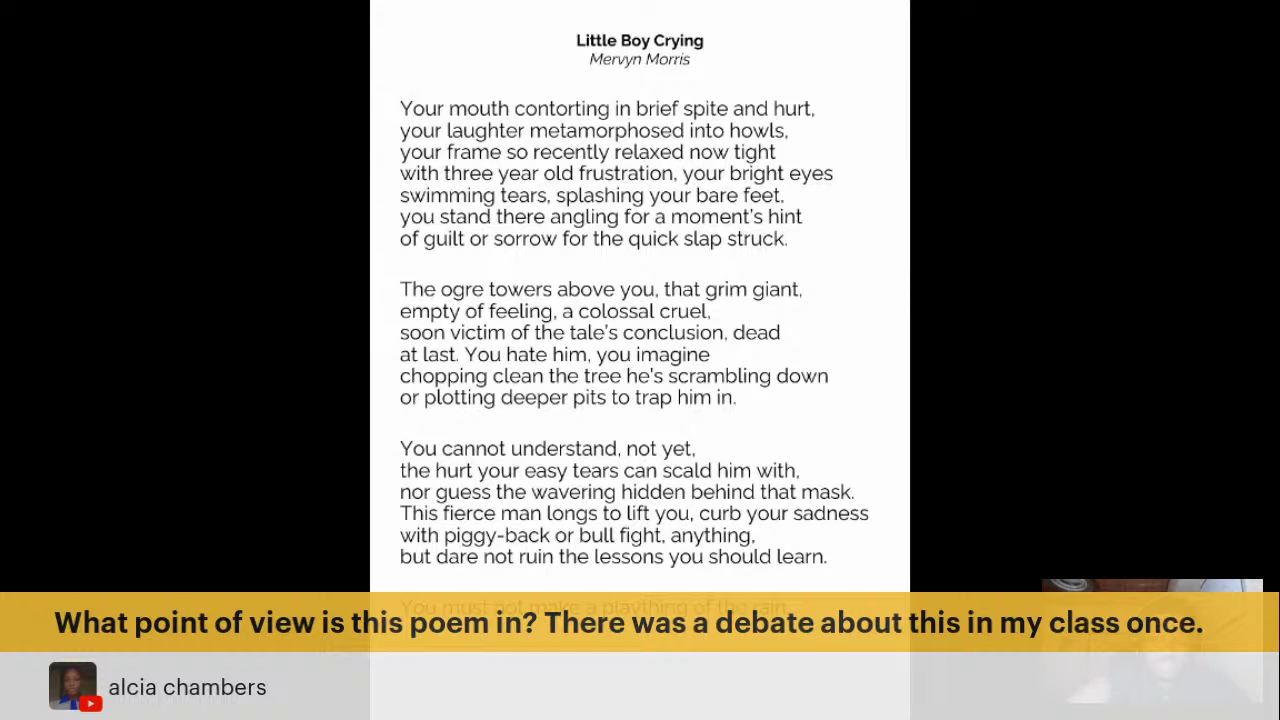 Little Boy Crying
Mervyn Morris
Your mouth contorting in brief spite and hurt,
your laughter metamorphosed into howls,
your frame so recently relaxed now tight
with three year old frustration, your bright eyes
swimming tears, splashing your bare feet,
you stand there angling for a moment's hint
of guilt or sorrow for the quick slap struck.
The ogre towers above you, that grim giant,
empty of feeling, a colossal cruel,
soon victim of the tale's conclusion, dead
at last. You hate him, you imagine
chopping clean the tree he's scrambling down
or plotting deeper pits to trap him in.
You cannot understand, not yet,
the hurt your easy tears can scald him with,
nor guess the wavering hidden behind that mask.
This fierce man longs to lift you, curb your sadness
with piggy-back or bull fight, anything,
but dare not ruin the lessons you should learn.
You must not make a plaything of the rain.
What point of view is this poem in? There was a debate about this in my class once.
alcia chambers